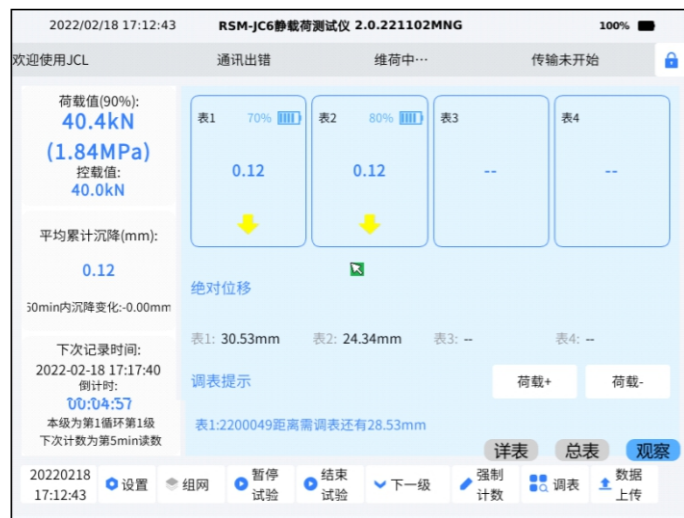 2022/02/18 17:12:43 RSM-JC6静载荷测试仪 2.0.221102MNG 100%
欢迎使用JCL 通讯出错 维荷中… 传输未开始
荷载值(90%):
40.4kN
(1.84MPa)
控载值:
40.0kN
平均累计沉降(mm):
0.12
60min内沉降变化:-0.00mm
下次记录时间:
2022-02-18 17:17:40
倒计时:
00:04:57
本级为第1循环第1级
下次计数为第5min读数
表1 70% 表2 80% 表3 表4
0.12 0.12 -- --
绝对位移
表1: 30.53mm 表2: 24.34mm 表3: -- 表4: --
调表提示 荷载+ 荷载-
表1:2200049距离需调表还有28.53mm
详表 总表 观察
20220218
17:12:43
设置
组网
暂停
试验
结束
试验
下一级
强制
计数
调表
数据
上传